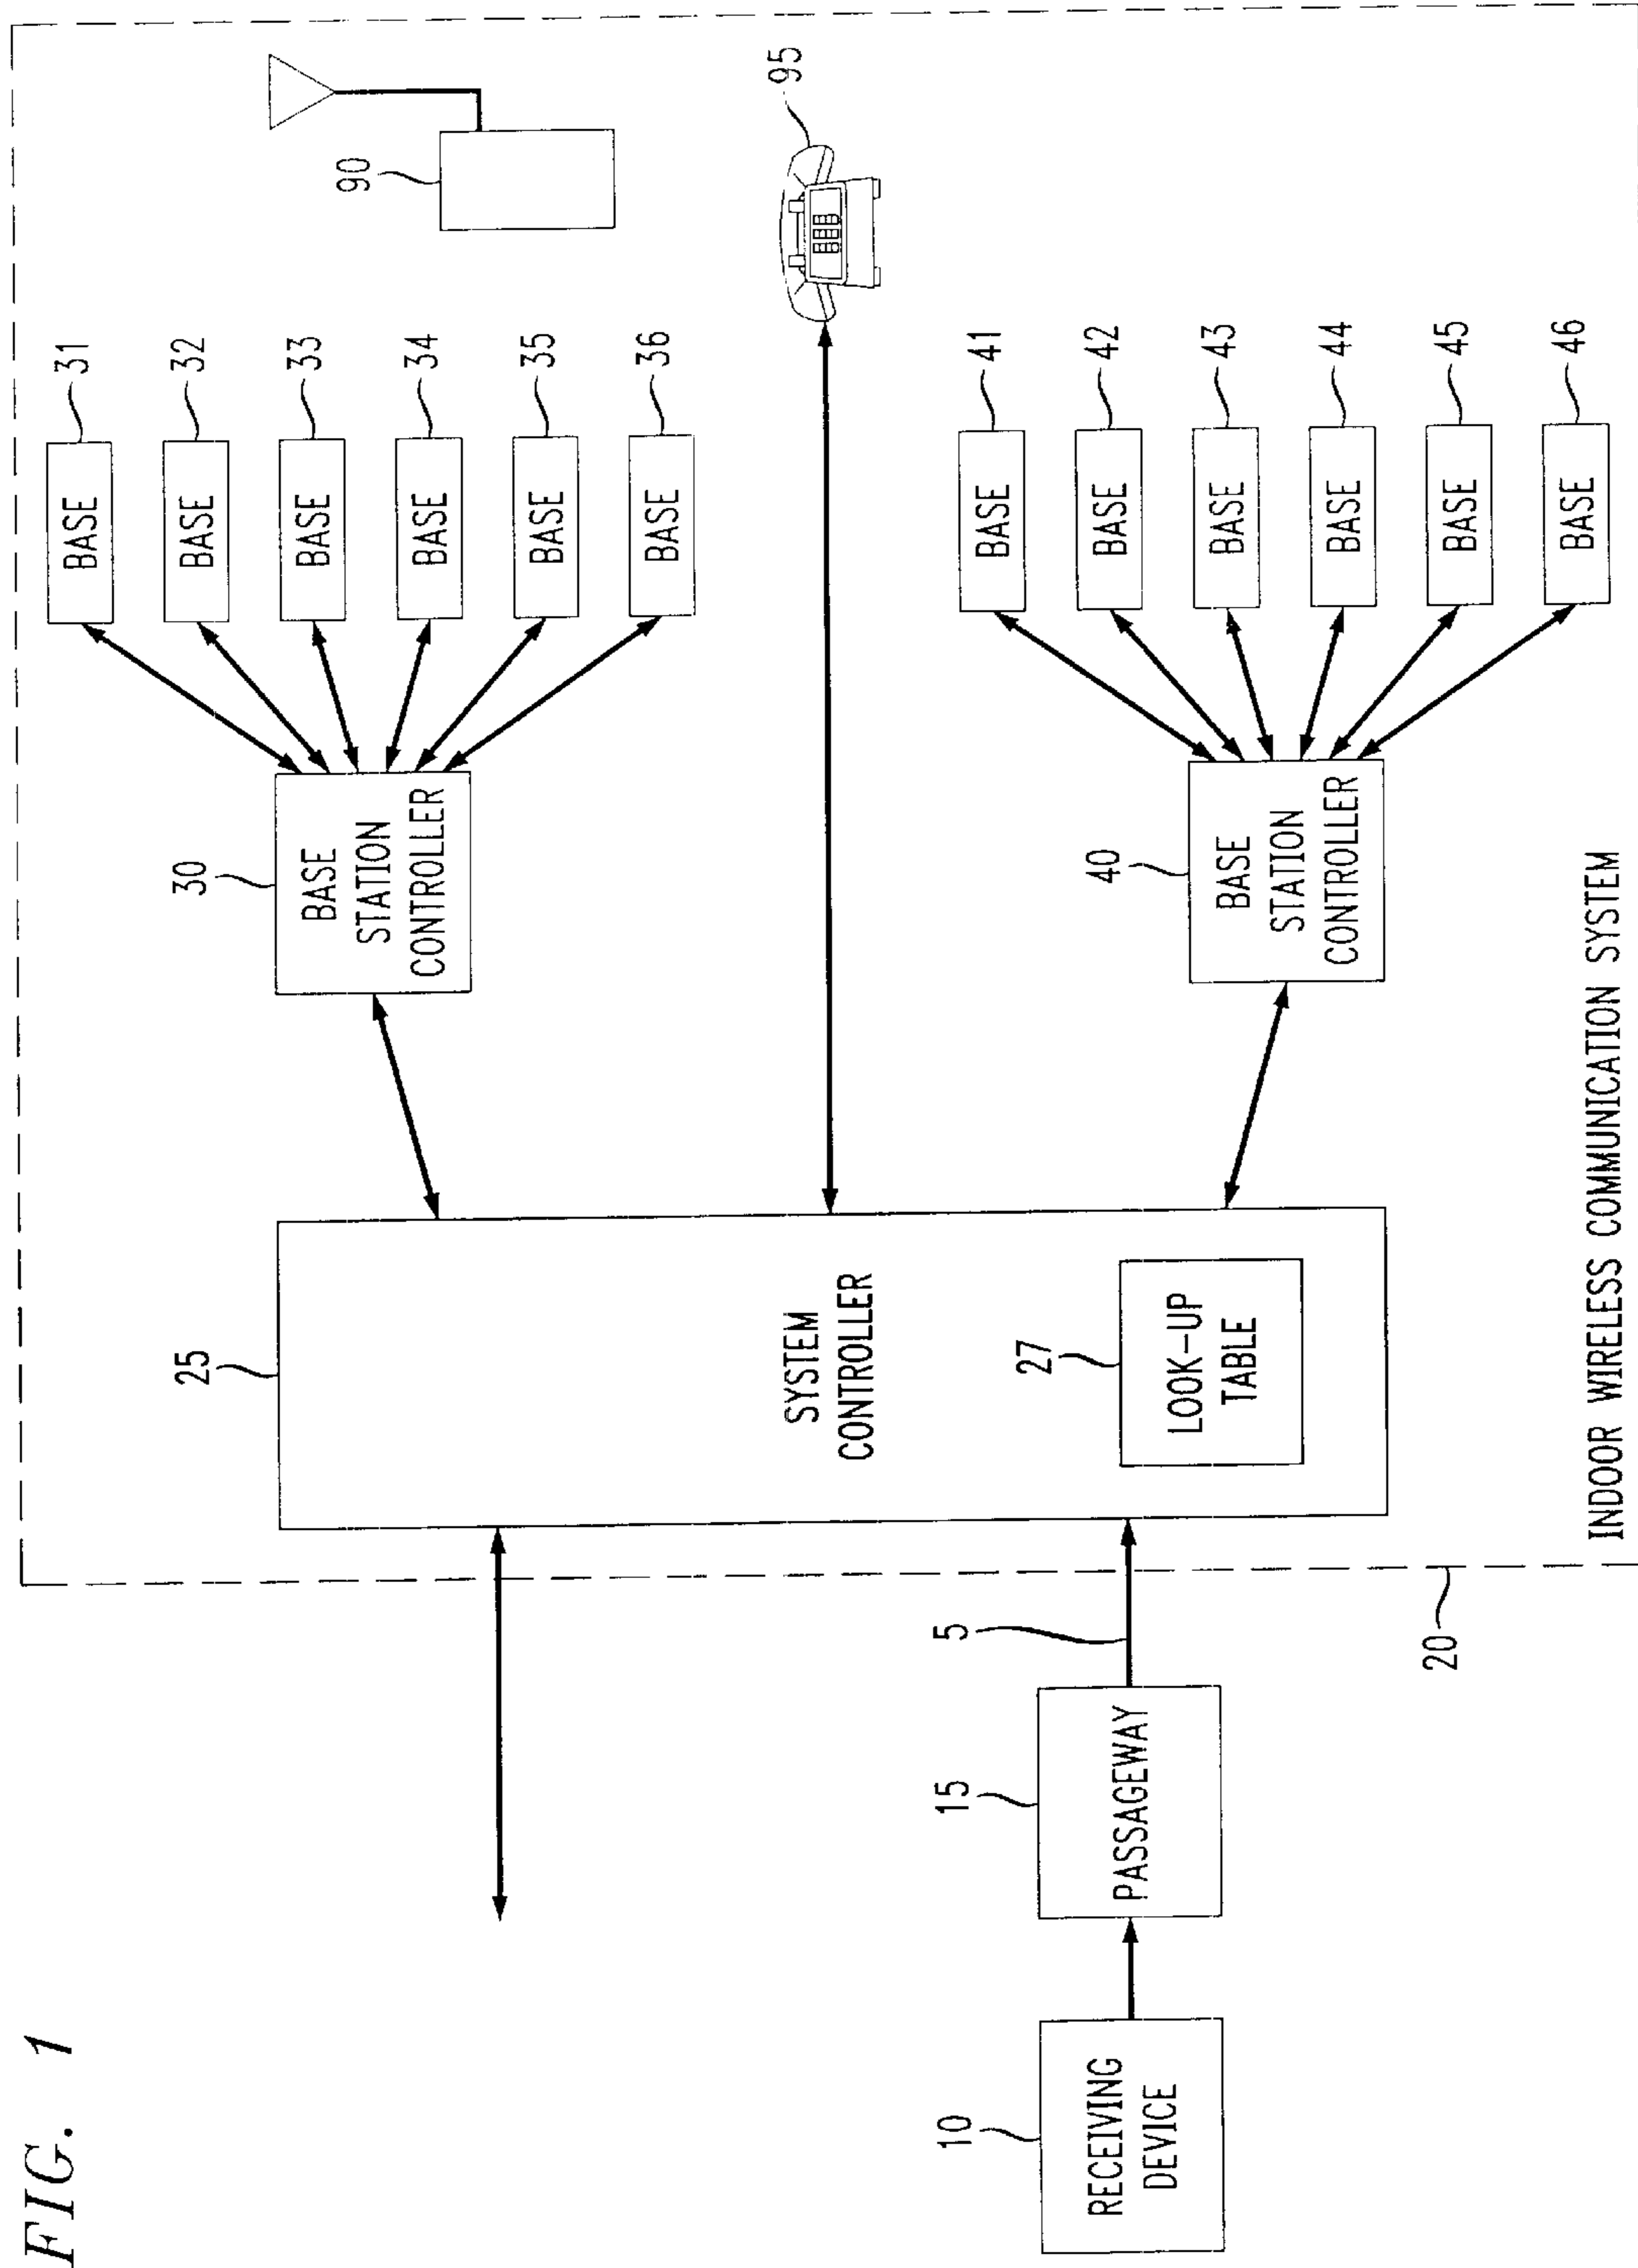 FIG. 1
10
RECEIVING
DEVICE
15
PASSAGEWAY
5
20
INDOOR WIRELESS COMMUNICATION SYSTEM
25
SYSTEM
CONTROLLER
27
LOOK-UP
TABLE
30
BASE
STATION
CONTROLLER
40
BASE
STATION
CONTROLLER
BASE
31
BASE
32
BASE
33
BASE
34
BASE
35
BASE
36
BASE
41
BASE
42
BASE
43
BASE
44
BASE
45
BASE
46
90
95